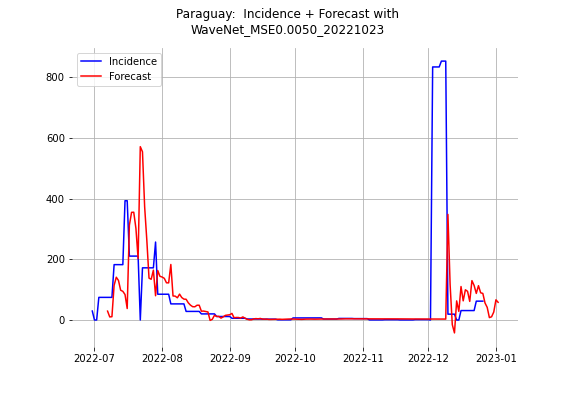 Paraguay:  Incidence + Forecast with
WaveNet_MSE0.0050_20221023
Incidence
Forecast
800
600
400
200
0
2022-07 2022-08 2022-09 2022-10 2022-11 2022-12 2023-01